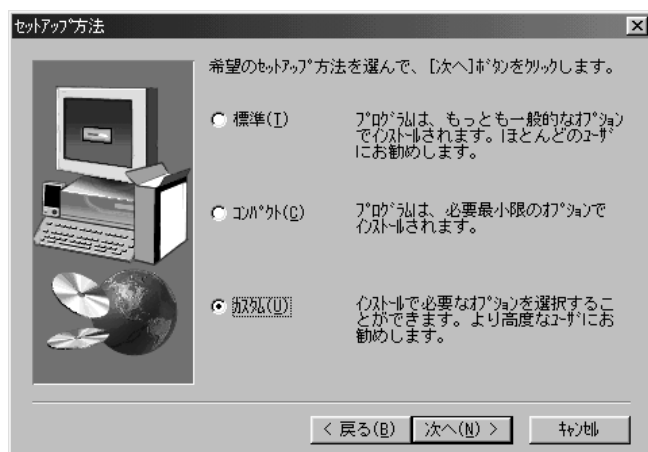 ｾｯﾄｱｯﾌﾟ方法
希望のｾｯﾄｱｯﾌﾟ方法を選んで、[次へ]ﾎﾞﾀﾝをｸﾘｯｸします。
標準(T)
ﾌﾟﾛｸﾞﾗﾑは、もっとも一般的なｵﾌﾟｼｮﾝ
でｲﾝｽﾄｰﾙされます。ほとんどのﾕｰｻﾞ
にお勧めします。
ｺﾝﾊﾟｸﾄ(C)
ﾌﾟﾛｸﾞﾗﾑは、必要最小限のｵﾌﾟｼｮﾝで
ｲﾝｽﾄｰﾙされます。
ｶｽﾀﾑ(U)
ｲﾝｽﾄｰﾙで必要なｵﾌﾟｼｮﾝを選択するこ
とができます。より高度なﾕｰｻﾞにお
勧めします。
< 戻る(B)
次へ(N) >
ｷｬﾝｾﾙ